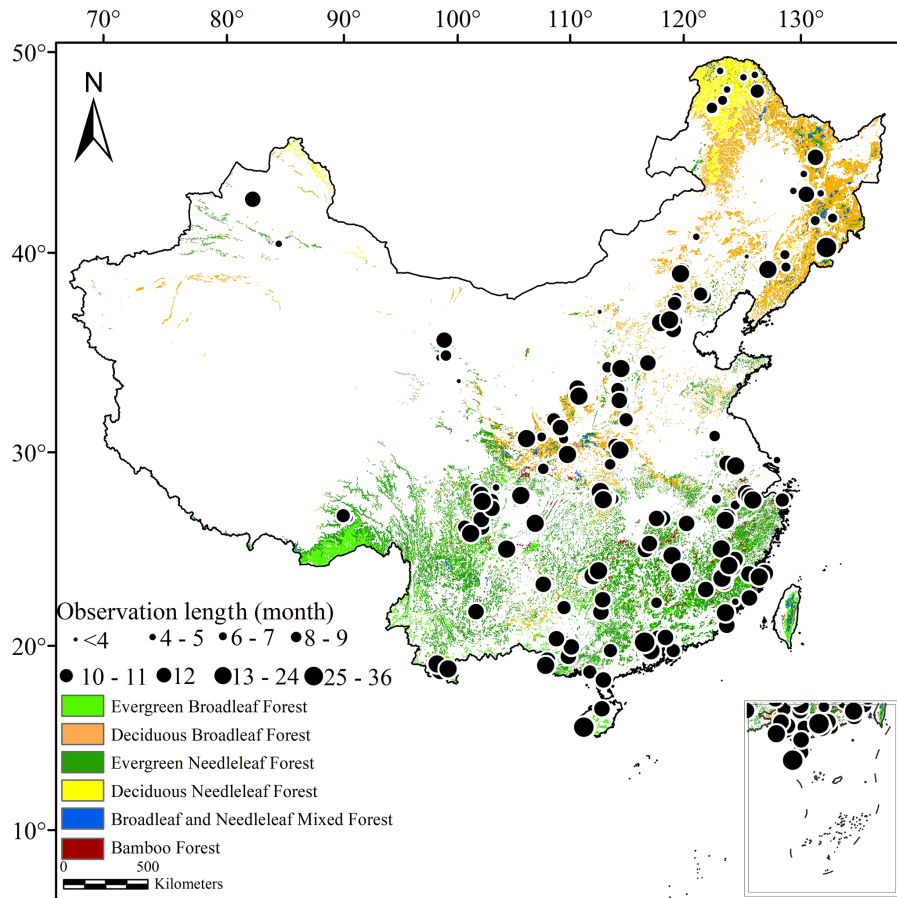 70° 80° 90° 100° 110° 120° 130°
50°
N
40°
30°
20°
10°
Observation length (month)
<4 4 - 5 6 - 7 8 - 9
10 - 11 12 13 - 24 25 - 36
Evergreen Broadleaf Forest
Deciduous Broadleaf Forest
Evergreen Needleleaf Forest
Deciduous Needleleaf Forest
Broadleaf and Needleleaf Mixed Forest
Bamboo Forest
0 500
Kilometers